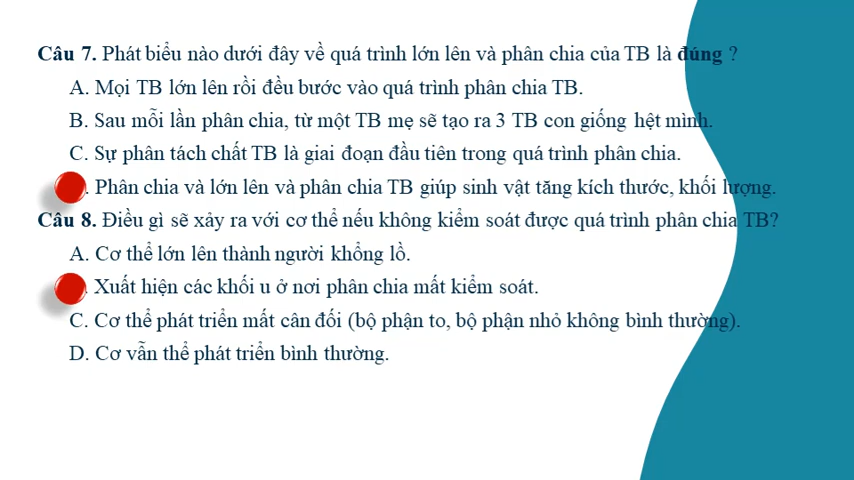 Câu 7. Phát biểu nào dưới đây về quá trình lớn lên và phân chia của TB là đúng ?
A. Mọi TB lớn lên rồi đều bước vào quá trình phân chia TB.
B. Sau mỗi lần phân chia, từ một TB mẹ sẽ tạo ra 3 TB con giống hệt mình.
C. Sự phân tách chất TB là giai đoạn đầu tiên trong quá trình phân chia.
. Phân chia và lớn lên và phân chia TB giúp sinh vật tăng kích thước, khối lượng.
Câu 8. Điều gì sẽ xảy ra với cơ thể nếu không kiểm soát được quá trình phân chia TB?
A. Cơ thể lớn lên thành người khổng lồ.
. Xuất hiện các khối u ở nơi phân chia mất kiểm soát.
C. Cơ thể phát triển mất cân đối (bộ phận to, bộ phận nhỏ không bình thường).
D. Cơ vẫn thể phát triển bình thường.